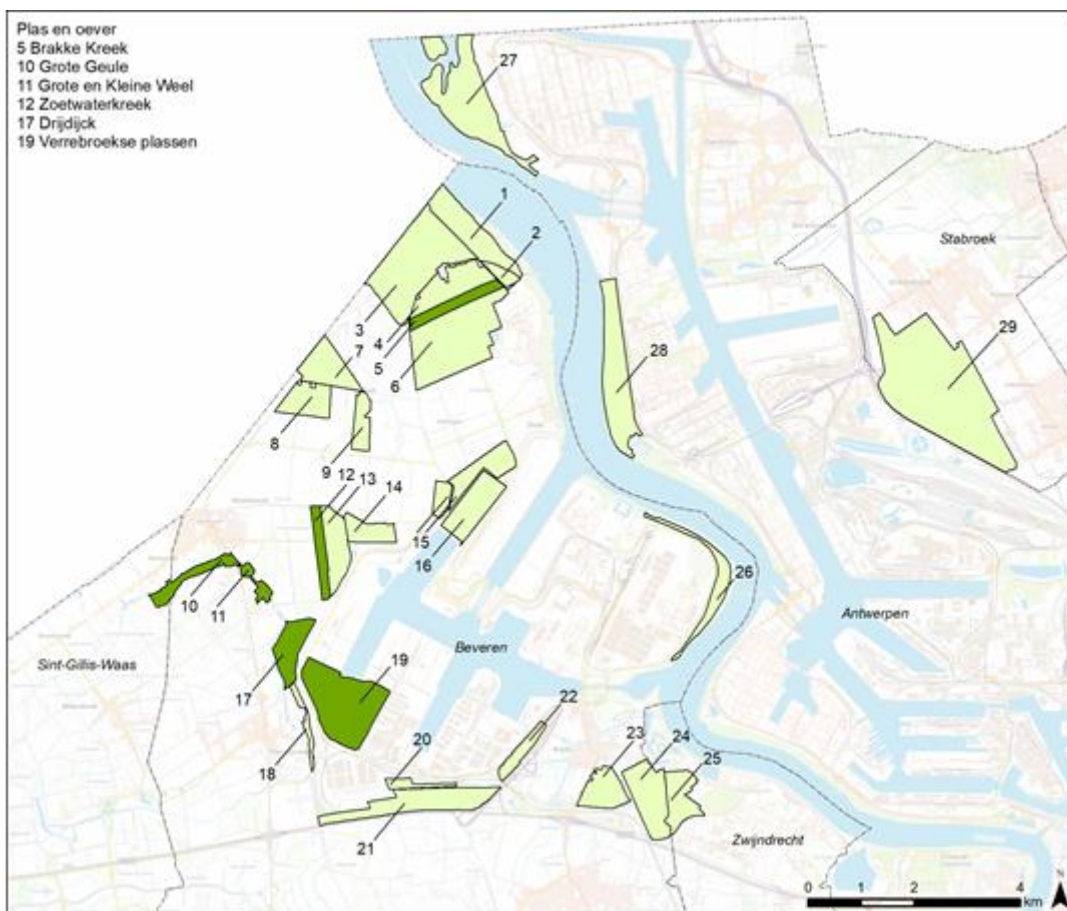 Plas en oever
5 Brakke Kreek
10 Grote Geule
11 Grote en Kleine Weel
12 Zoetwaterkreek
17 Drijdijck
19 Verrebroekse plassen
27
1
2
Stabroek
3
4
5
6
7
28
29
8
9
12
13
14
15
16
10
11
26
Antwerpen
Sint-Gillis-Waas
Beveren
17
19
18
20
22
23
24
25
21
Zwijndrecht
N
0 1 2 4
km